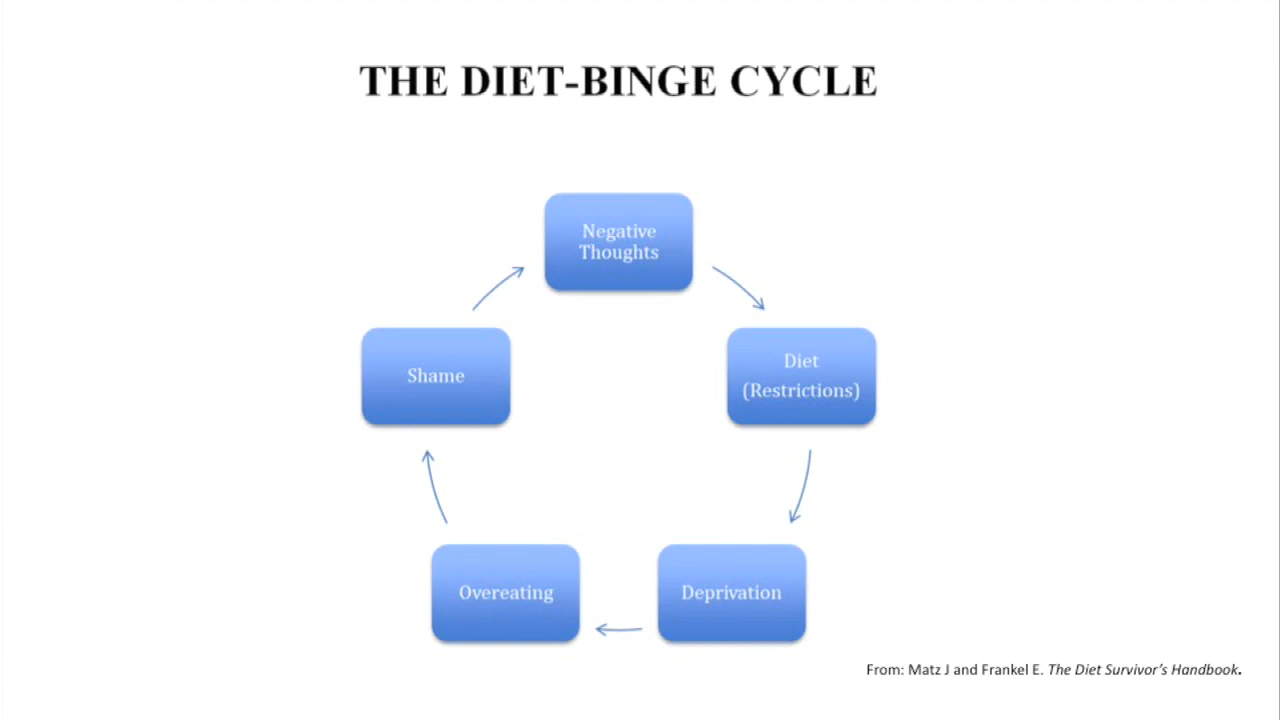 THE DIET-BINGE CYCLE
Negative
Thoughts
Diet
(Restrictions)
Deprivation
Overeating
Shame
From: Matz J and Frankel E. The Diet Survivor's Handbook.